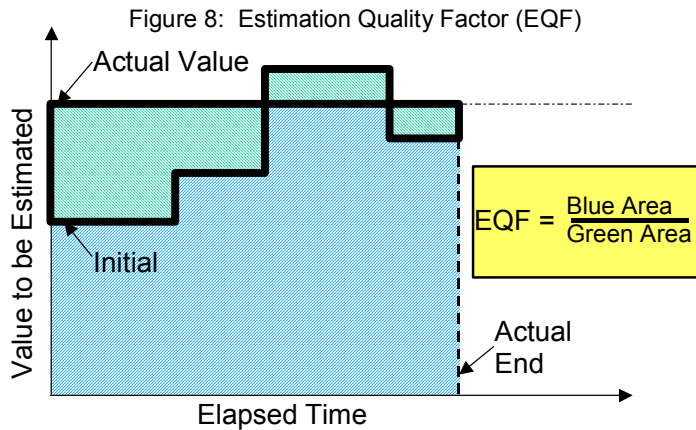 Figure 8: Estimation Quality Factor (EQF)
Actual Value
Value to be Estimated
Initial
EQF = Blue Area
Green Area
Actual
End
Elapsed Time